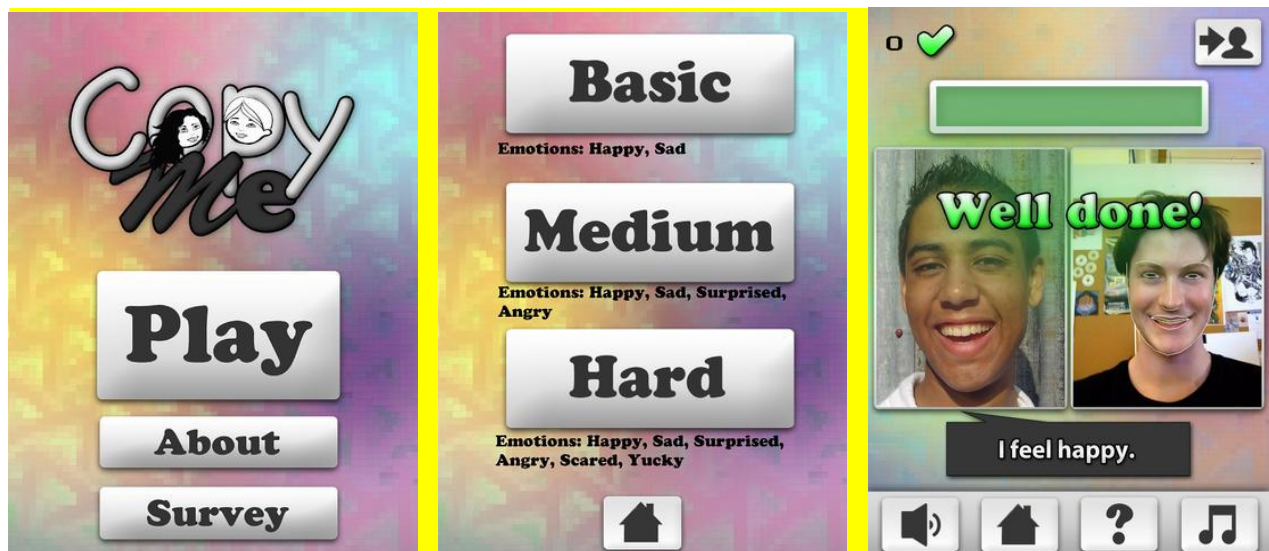 Copy
Me
Play
About
Survey
Basic
Emotions: Happy, Sad
Medium
Emotions: Happy, Sad, Surprised,
Angry
Hard
Emotions: Happy, Sad, Surprised,
Angry, Scared, Yucky
0
Well done!
I feel happy.
?